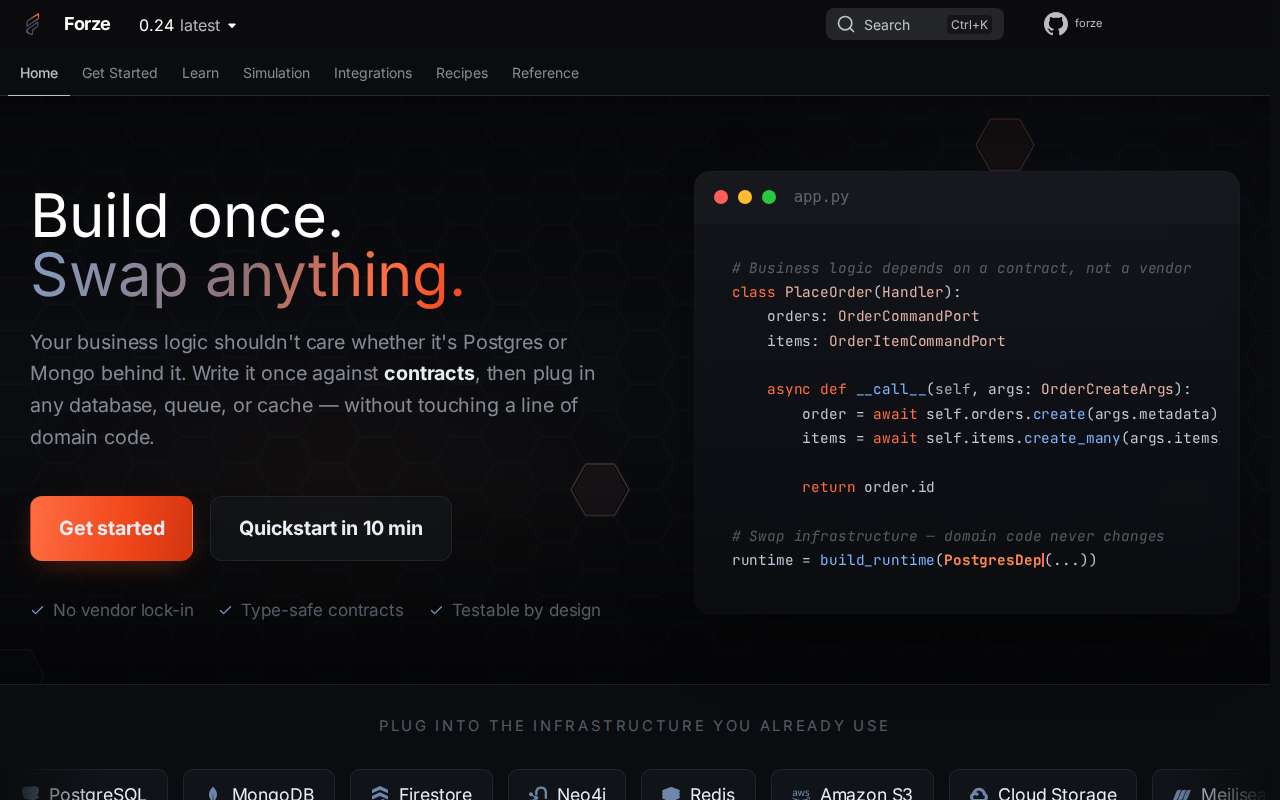 Forze
0.24 latest
Search
Ctrl+K
forze
Home
Get Started
Learn
Simulation
Integrations
Recipes
Reference
Build once.
Swap anything.
Your business logic shouldn't care whether it's Postgres or
Mongo behind it. Write it once against contracts, then plug in
any database, queue, or cache — without touching a line of
domain code.
Get started
Quickstart in 10 min
No vendor lock-in
Type-safe contracts
Testable by design
app.py
# Business logic depends on a contract, not a vendor
class PlaceOrder(Handler):
    orders: OrderCommandPort
    items: OrderItemCommandPort
    async def __call__(self, args: OrderCreateArgs):
        order = await self.orders.create(args.metadata)
        items = await self.items.create_many(args.items
        return order.id
# Swap infrastructure — domain code never changes
runtime = build_runtime(PostgresDep(...))
PLUG INTO THE INFRASTRUCTURE YOU ALREADY USE
PostgreSQL
MongoDB
Firestore
Neo4j
Redis
aws
Amazon S3
Cloud Storage
Meilisea